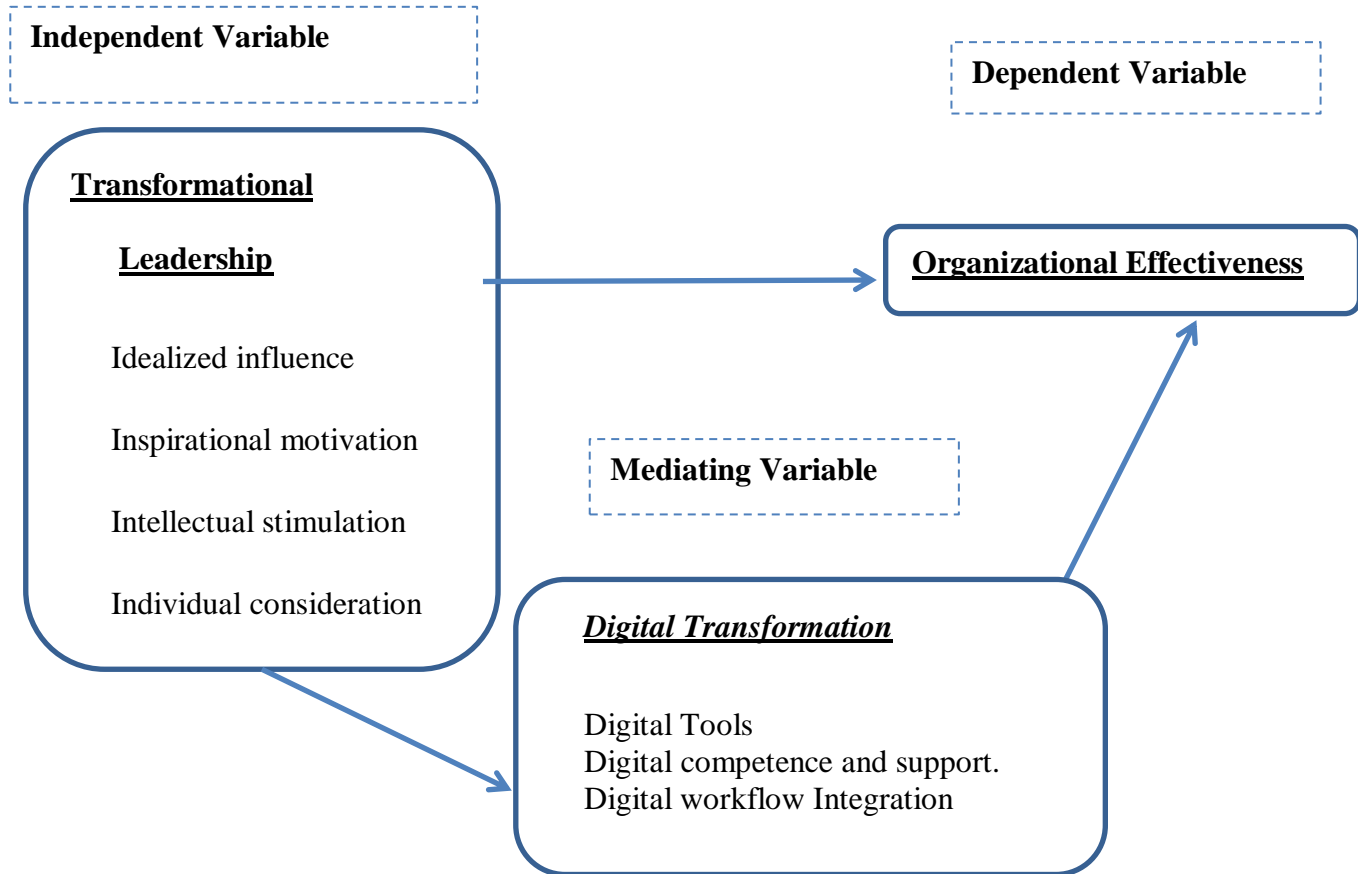 Independent Variable
Dependent Variable
Transformational
Leadership
Idealized influence
Inspirational motivation
Intellectual stimulation
Individual consideration
Organizational Effectiveness
Mediating Variable
Digital Transformation
Digital Tools
Digital competence and support.
Digital workflow Integration